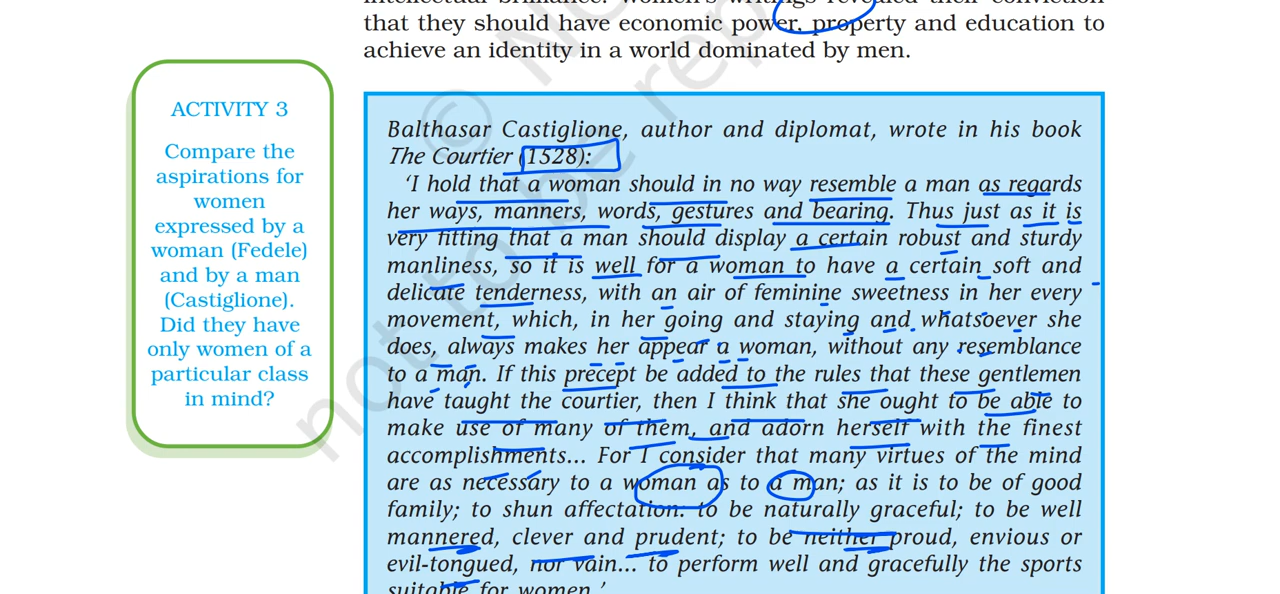 that they should have economic power, property and education to
achieve an identity in a world dominated by men.
ACTIVITY 3
Compare the
aspirations for
women
expressed by a
woman (Fedele)
and by a man
(Castiglione).
Did they have
only women of a
particular class
in mind?
Balthasar Castiglione, author and diplomat, wrote in his book
The Courtier (1528):
‘I hold that a woman should in no way resemble a man as regards
her ways, manners, words, gestures and bearing. Thus just as it is
very fitting that a man should display a certain robust and sturdy
manliness, so it is well for a woman to have a certain soft and
delicate tenderness, with an air of feminine sweetness in her every
movement, which, in her going and staying and whatsoever she
does, always makes her appear a woman, without any resemblance
to a man. If this precept be added to the rules that these gentlemen
have taught the courtier, then I think that she ought to be able to
make use of many of them, and adorn herself with the finest
accomplishments... For I consider that many virtues of the mind
are as necessary to a woman as to a man; as it is to be of good
family; to shun affectation: to be naturally graceful; to be well
mannered, clever and prudent; to be neither proud, envious or
evil-tongued, nor vain... to perform well and gracefully the sports
suitable for women.’
© N
not to be rep